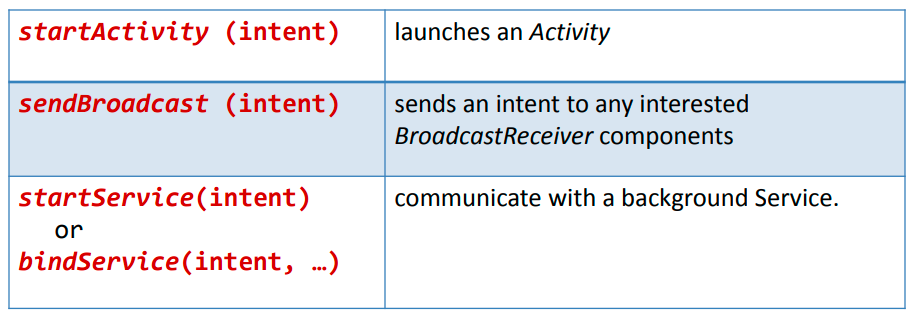 startActivity (intent)
launches an Activity
sendBroadcast (intent)
sends an intent to any interested
BroadcastReceiver components
startService(intent)
or
bindService(intent, …)
communicate with a background Service.